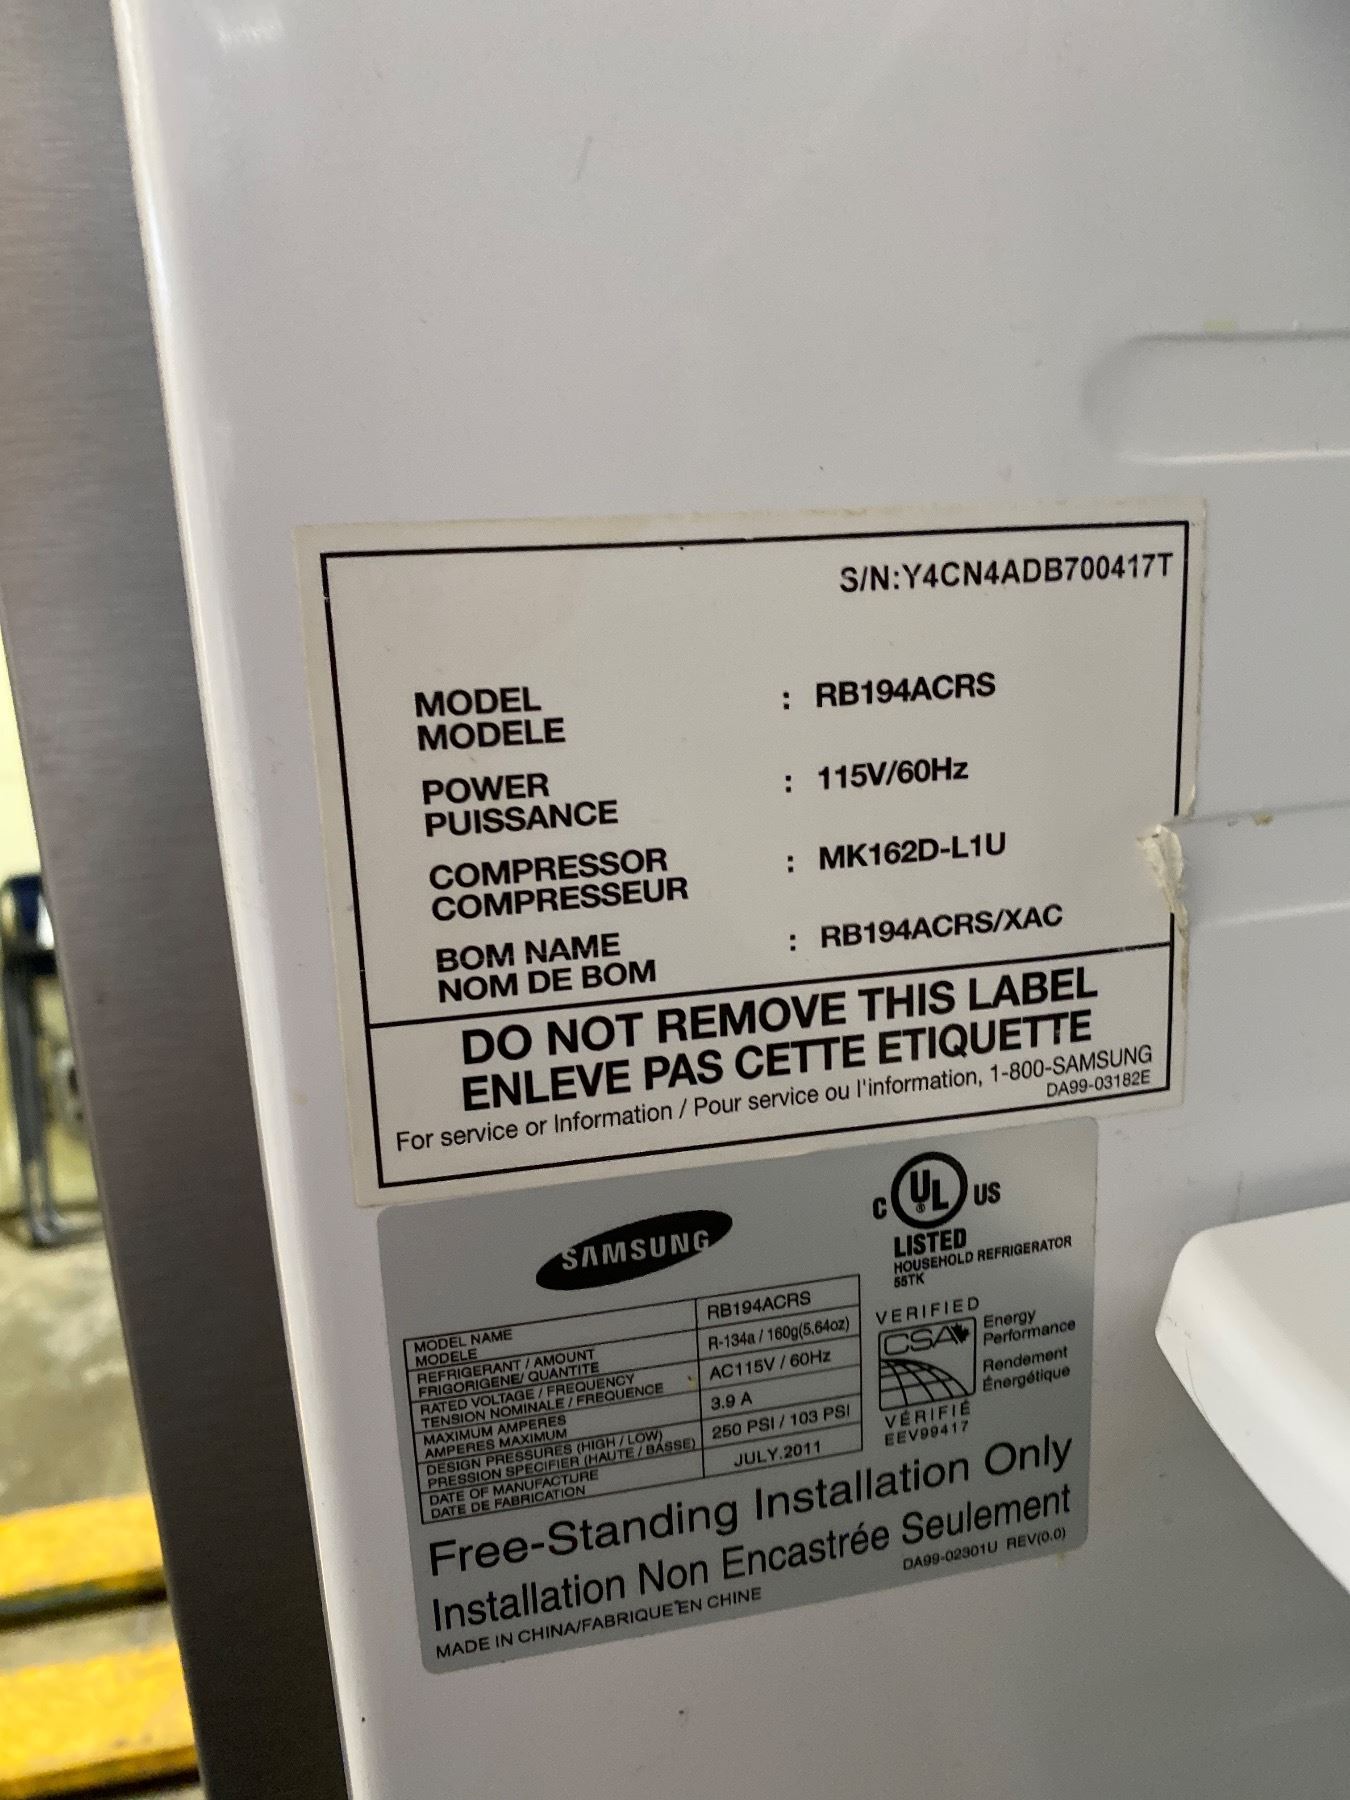 S/N:Y4CN4ADB700417T
MODEL : RB194ACRS
MODELE
POWER : 115V/60Hz
PUISSANCE
COMPRESSOR : MK162D-L1U
COMPRESSEUR
BOM NAME : RB194ACRS/XAC
NOM DE BOM
DO NOT REMOVE THIS LABEL
ENLEVE PAS CETTE ETIQUETTE
For service or Information / Pour service ou l'information, 1-800-SAMSUNG
DA99-03182E
SAMSUNG
C UL ® US
LISTED
HOUSEHOLD REFRIGERATOR
55TK
MODEL NAME RB194ACRS
MODELE
REFRIGERANT / AMOUNT R-134a / 160g(5.64oz)
FRIGORIGENE/ QUANTITE
RATED VOLTAGE / FREQUENCY AC115V / 60Hz
TENSION NOMINALE / FREQUENCE
MAXIMUM AMPERES 3.9 A
AMPERES MAXIMUM
DESIGN PRESSURES (HIGH / LOW) 250 PSI / 103 PSI
PRESSION SPECIFIER (HAUTE / BASSE)
DATE OF MANUFACTURE JULY.2011
DATE DE FABRICATION
VERIFIED
CSA
Energy
Performance
Rendement
Énergétique
VÉRIFIÉ
EEV99417
Free-Standing Installation Only
Installation Non Encastrée Seulement
DA99-02301U REV(0.0)
MADE IN CHINA/FABRIQUE EN CHINE